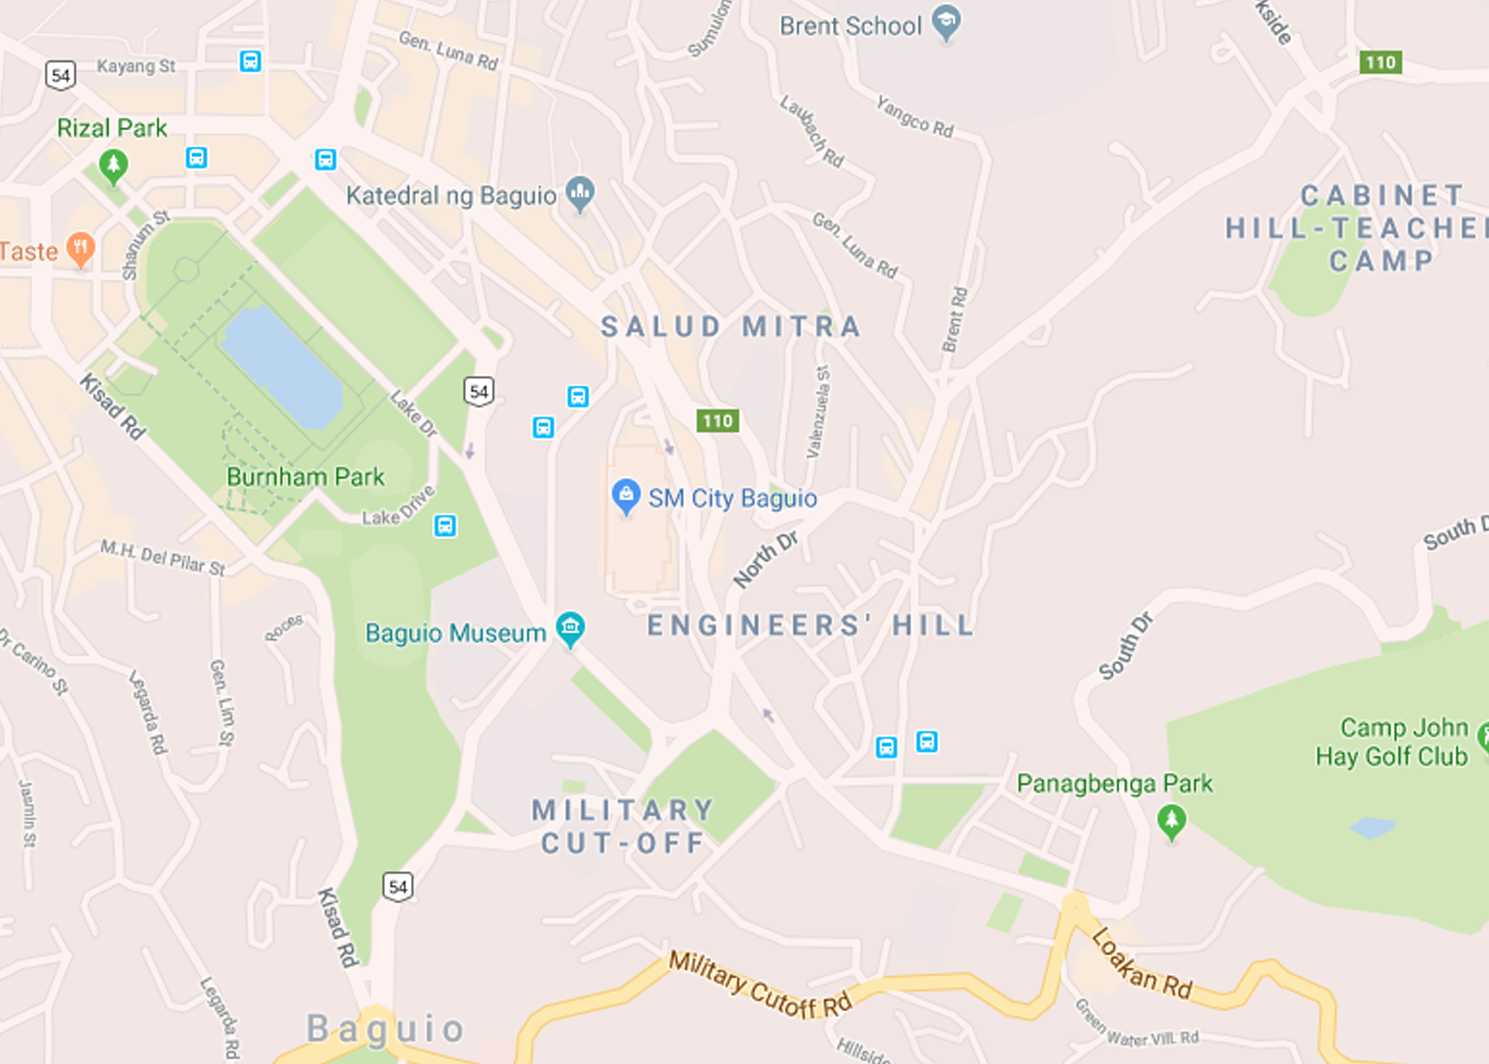 Brent School
Sumulon
kside
110
Gen. Luna Rd
Kayang St
54
Rizal Park
Laubach Rd
Yangco Rd
Katedral ng Baguio
Shanum St
Taste
Gen. Luna Rd
CABINET
HILL-TEACHE
CAMP
SALUD MITRA
Brent Rd
Kisad Rd
Lake Dr
54
110
Valenzuela St
Burnham Park
Lake Drive
SM City Baguio
M.H. Del Pilar St
North Dr
South D
Baguio Museum
ENGINEERS' HILL
Roces
Dr Carino St
Legarda Rd
Gen. Lim St
South Dr
Camp John
Hay Golf Club
Panagbenga Park
Jasmin St
MILITARY
CUT-OFF
54
Kisad Rd
Military Cutoff Rd
Loakan Rd
Legarda Rd
Baguio
Green Water Vill. Rd
Hillside